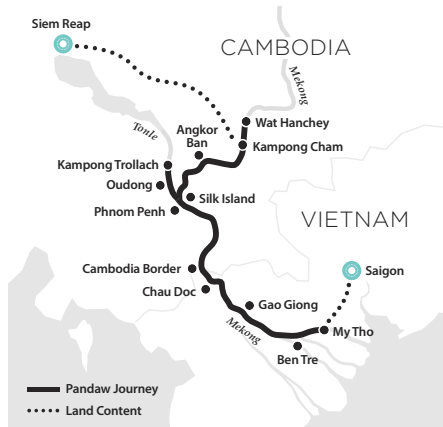 Siem Reap
CAMBODIA
Mekong
Tonle
Wat Hanchey
Angkor
Ban
Kampong Cham
Kampong Trollach
Oudong
Silk Island
Phnom Penh
VIETNAM
Cambodia Border
Saigon
Chau Doc
Gao Giong
Mekong
My Tho
Ben Tre
Pandaw Journey
Land Content